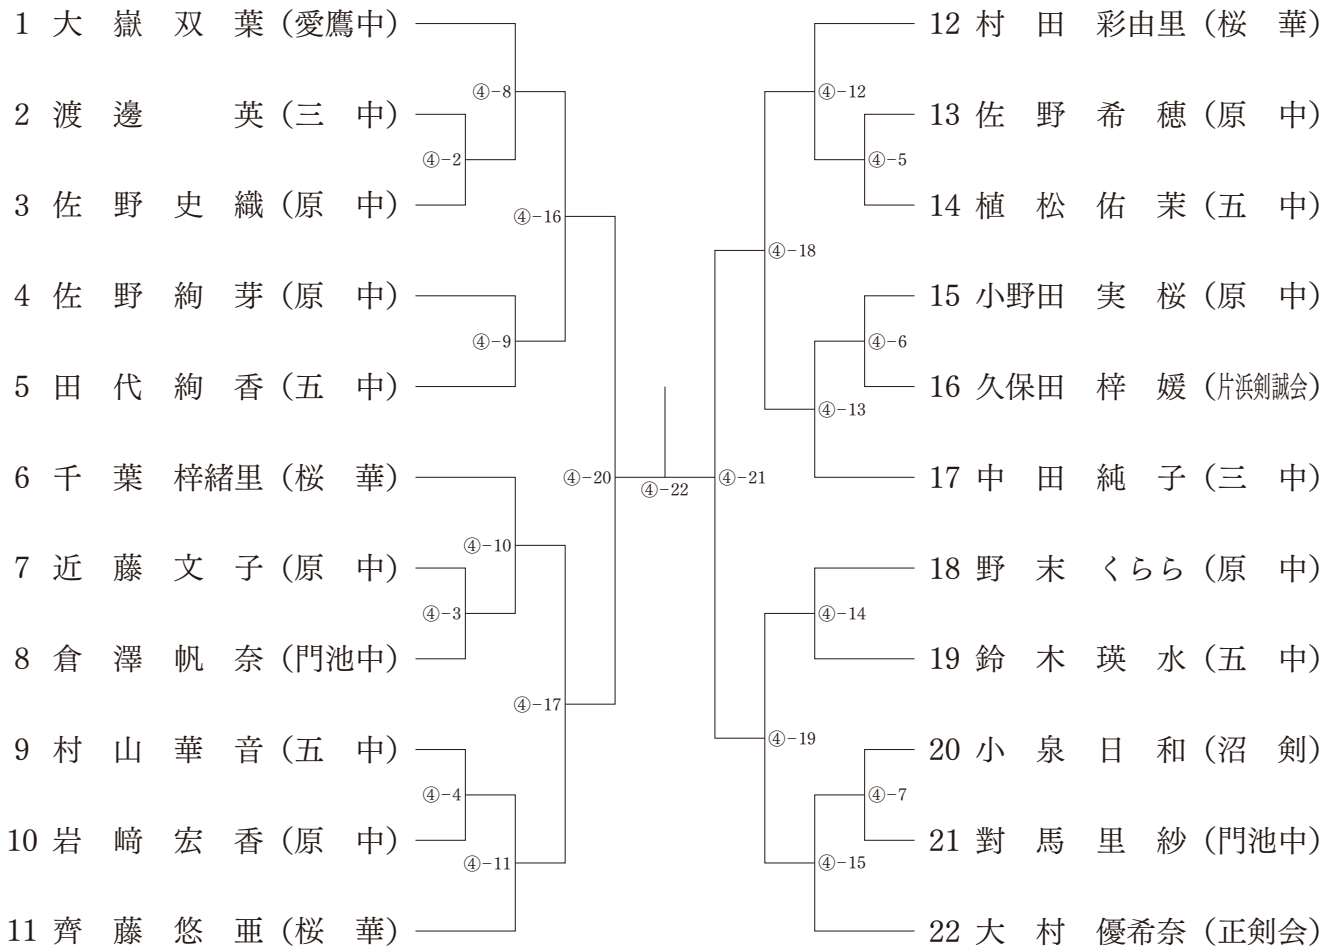 1 大嶽双葉（愛鷹中）
2 渡邊英（三中）
3 佐野史織（原中）
4 佐野絢芽（原中）
5 田代絢香（五中）
6 千葉梓緒里（桜華）
7 近藤文子（原中）
8 倉澤帆奈（門池中）
9 村山華音（五中）
10 岩﨑宏香（原中）
11 齊藤悠亜（桜華）
④-8
④-2
④-16
④-9
④-20
④-10
④-3
④-17
④-4
④-11
④-22
④-12
④-5
④-18
④-6
④-13
④-21
④-14
④-19
④-7
④-15
12 村田彩由里（桜華）
13 佐野希穂（原中）
14 植松佑茉（五中）
15 小野田実桜（原中）
16 久保田梓媛（片浜剣誠会）
17 中田純子（三中）
18 野末くらら（原中）
19 鈴木瑛水（五中）
20 小泉日和（沼剣）
21 對馬里紗（門池中）
22 大村優希奈（正剣会）